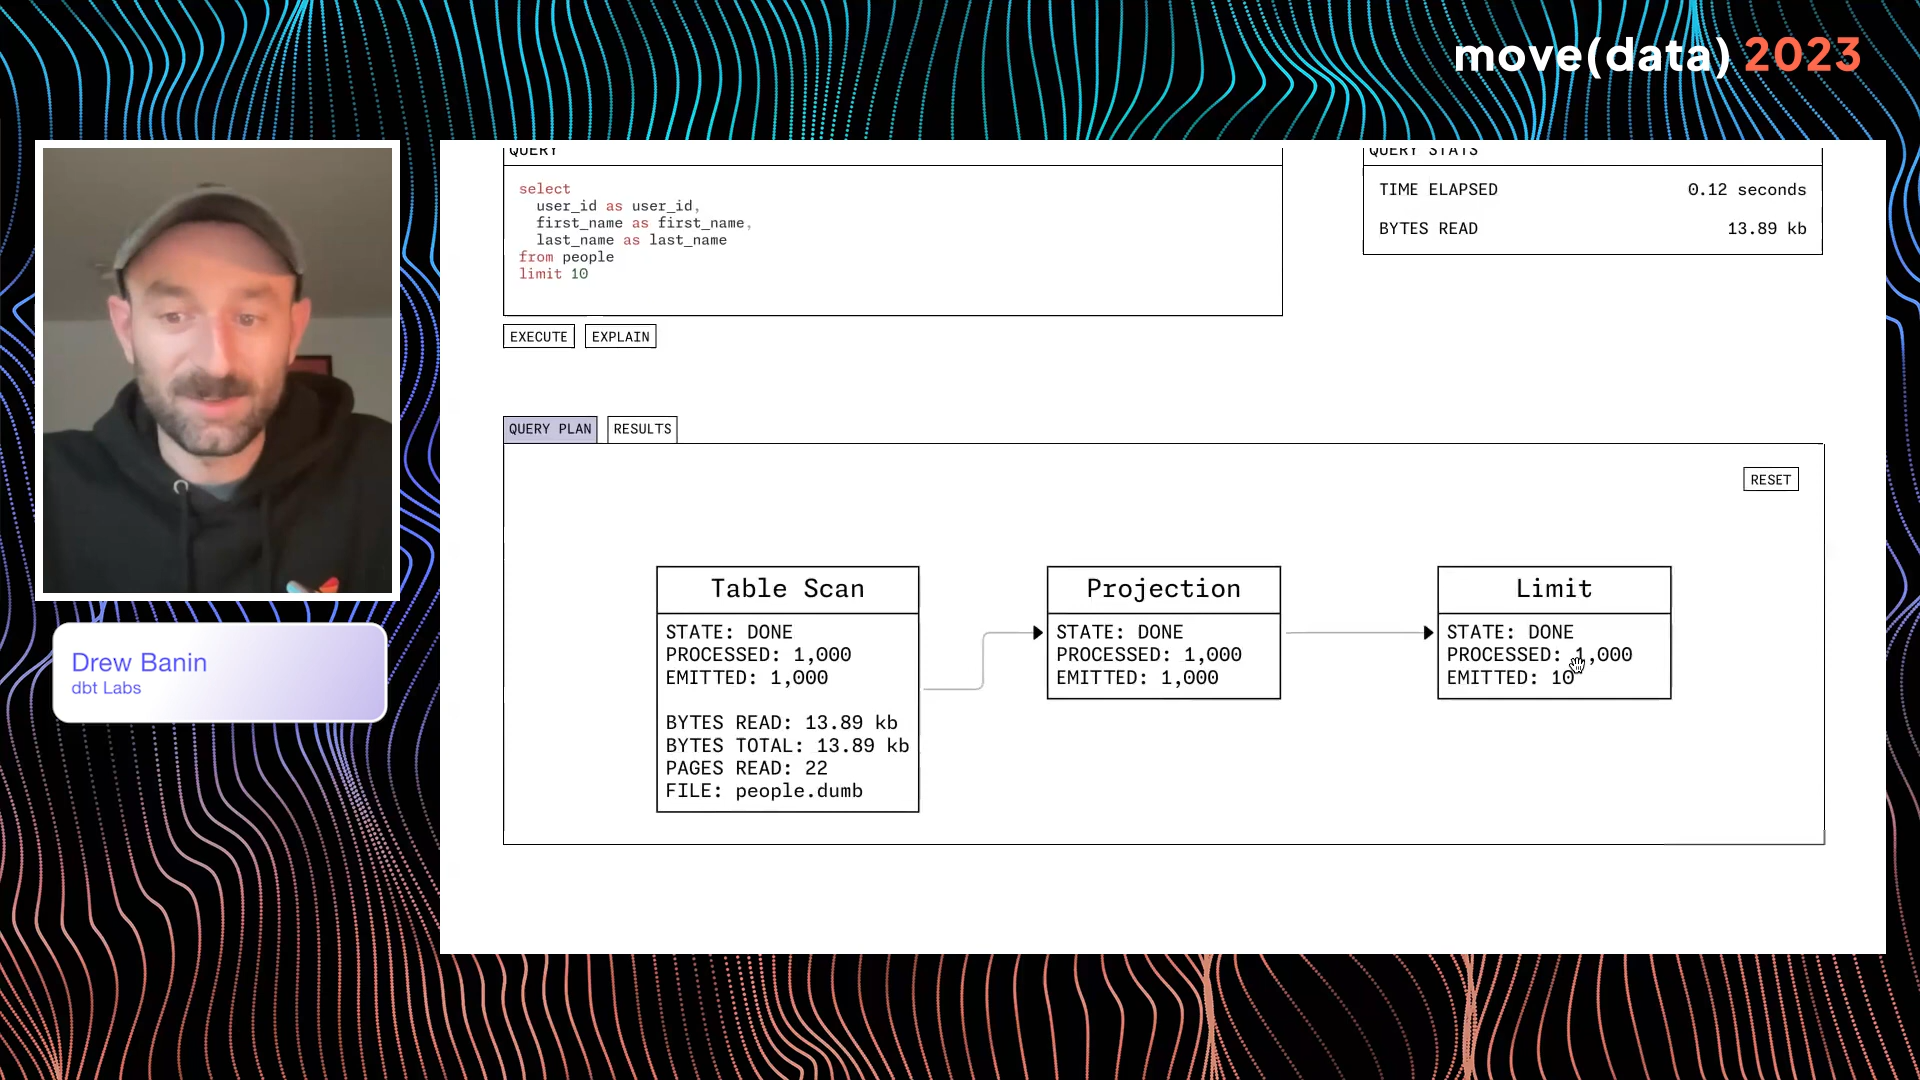 move(data) 2023
QUERY
select
user_id as user_id,
first_name as first_name,
last_name as last_name
from people
limit 10
EXECUTE
EXPLAIN
QUERY STATS
TIME ELAPSED 0.12 seconds
BYTES READ 13.89 kb
Drew Banin
dbt Labs
QUERY PLAN
RESULTS
RESET
Table Scan
STATE: DONE
PROCESSED: 1,000
EMITTED: 1,000
BYTES READ: 13.89 kb
BYTES TOTAL: 13.89 kb
PAGES READ: 22
FILE: people.dumb
Projection
STATE: DONE
PROCESSED: 1,000
EMITTED: 1,000
Limit
STATE: DONE
PROCESSED: 1,000
EMITTED: 10